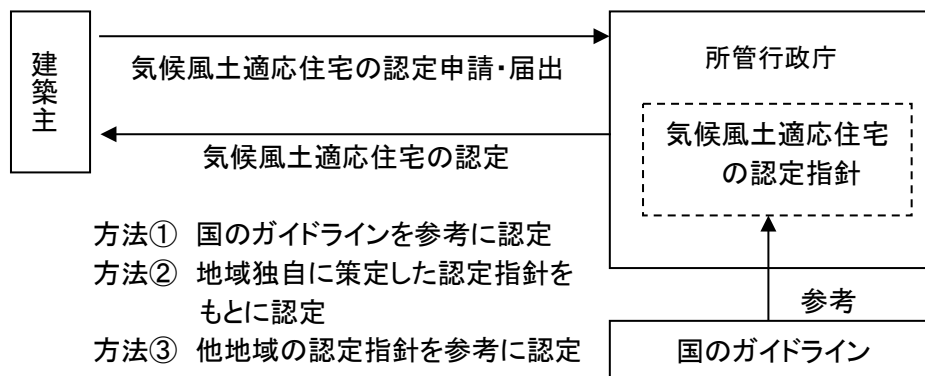 建築主
気候風土適応住宅の認定申請・届出
気候風土適応住宅の認定
所管行政庁
気候風土適応住宅
の認定指針
方法① 国のガイドラインを参考に認定
方法② 地域独自に策定した認定指針を
もとに認定
方法③ 他地域の認定指針を参考に認定
参考
国のガイドライン